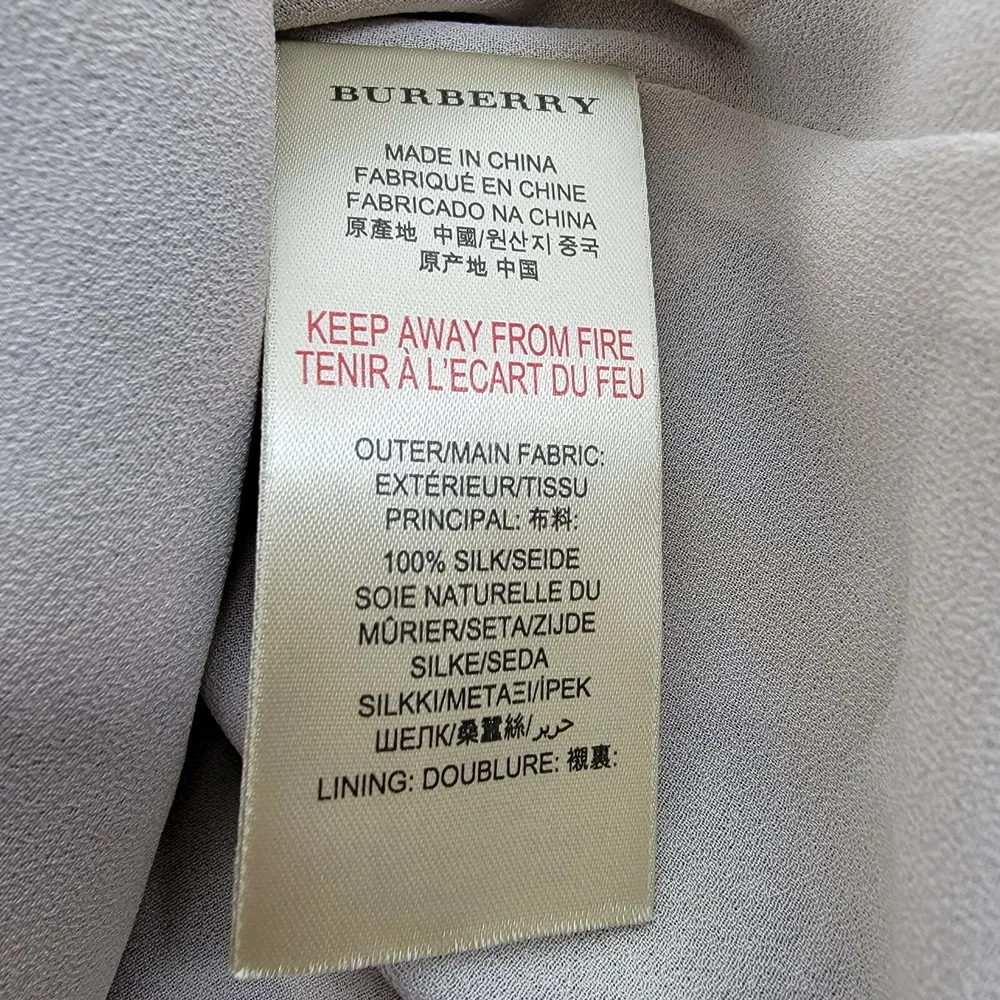 BURBERRY
MADE IN CHINA
FABRIQUÉ EN CHINE
FABRICADO NA CHINA
原產地 中國/원산지 중국
原产地 中国
KEEP AWAY FROM FIRE
TENIR À L'ECART DU FEU
OUTER/MAIN FABRIC:
EXTÉRIEUR/TISSU
PRINCIPAL: 布料:
100% SILK/SEIDE
SOIE NATURELLE DU
MÛRIER/SETA/ZIJDE
SILKE/SEDA
SILKKI/ΜΕΤΑΞΙ/İPEK
ШЕЛК/桑蠶絲/حرير
LINING: DOUBLURE: 襯裏: